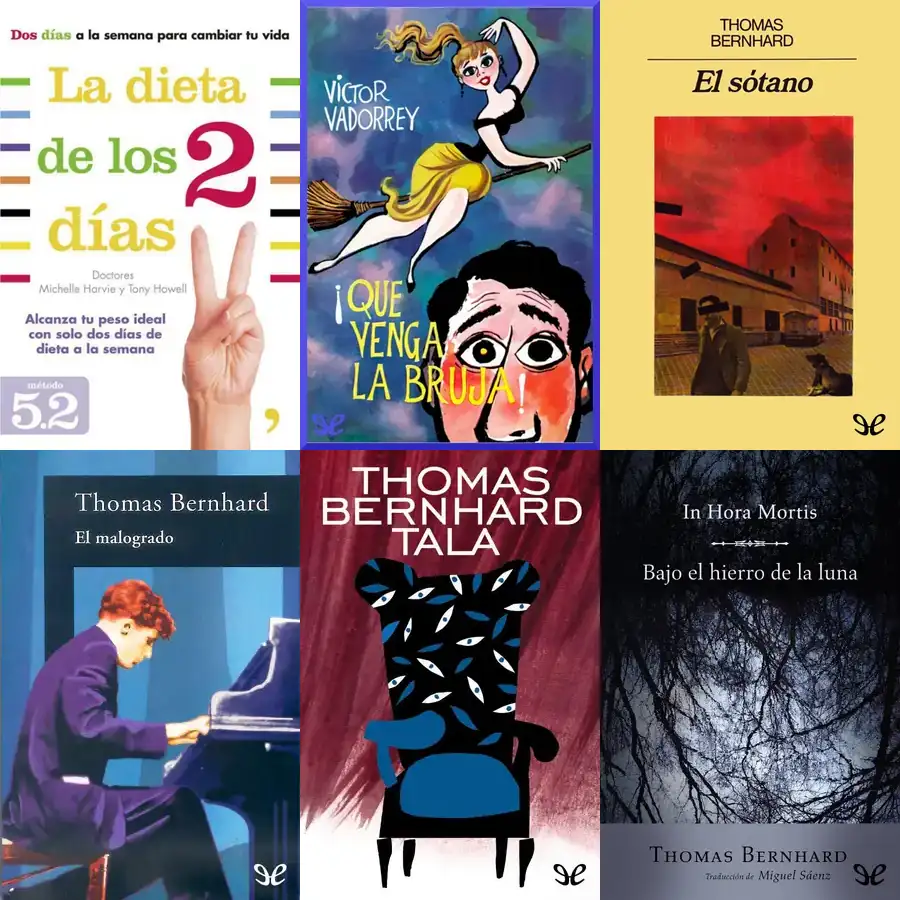 Dos días a la semana para cambiar tu vida
La dieta
de los 2
días
Doctores
Michelle Harvie y Tony Howell
Alcanza tu peso ideal
con solo dos días de
dieta a la semana
método
5.2
VICTOR
VADORREY
¡QUE
VENGA
LA BRUJA!
THOMAS
BERNHARD
El sótano
Thomas Bernhard
El malogrado
THOMAS
BERNHARD
TALA
In Hora Mortis
Bajo el hierro de la luna
THOMAS BERNHARD
Traducción de Miguel Sáenz